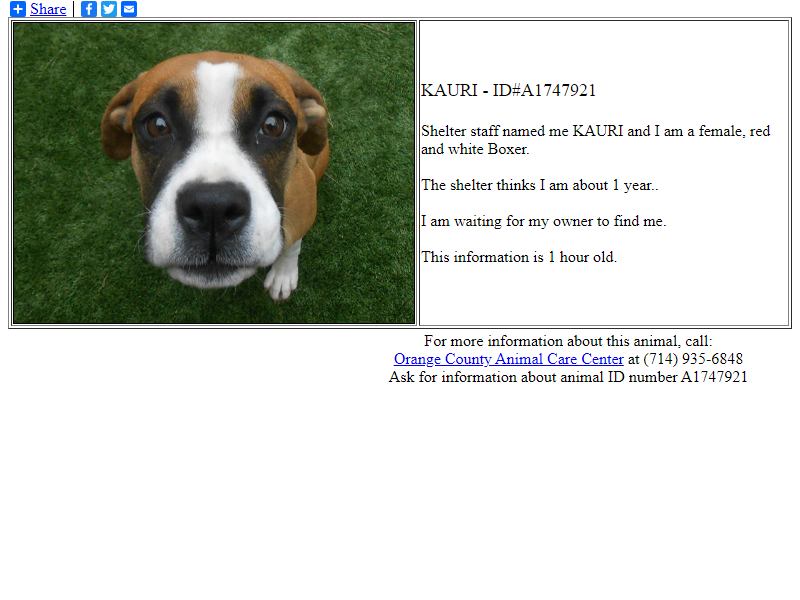 Share |
KAURI - ID#A1747921
Shelter staff named me KAURI and I am a female, red
and white Boxer.
The shelter thinks I am about 1 year..
I am waiting for my owner to find me.
This information is 1 hour old.
For more information about this animal, call:
Orange County Animal Care Center at (714) 935-6848
Ask for information about animal ID number A1747921